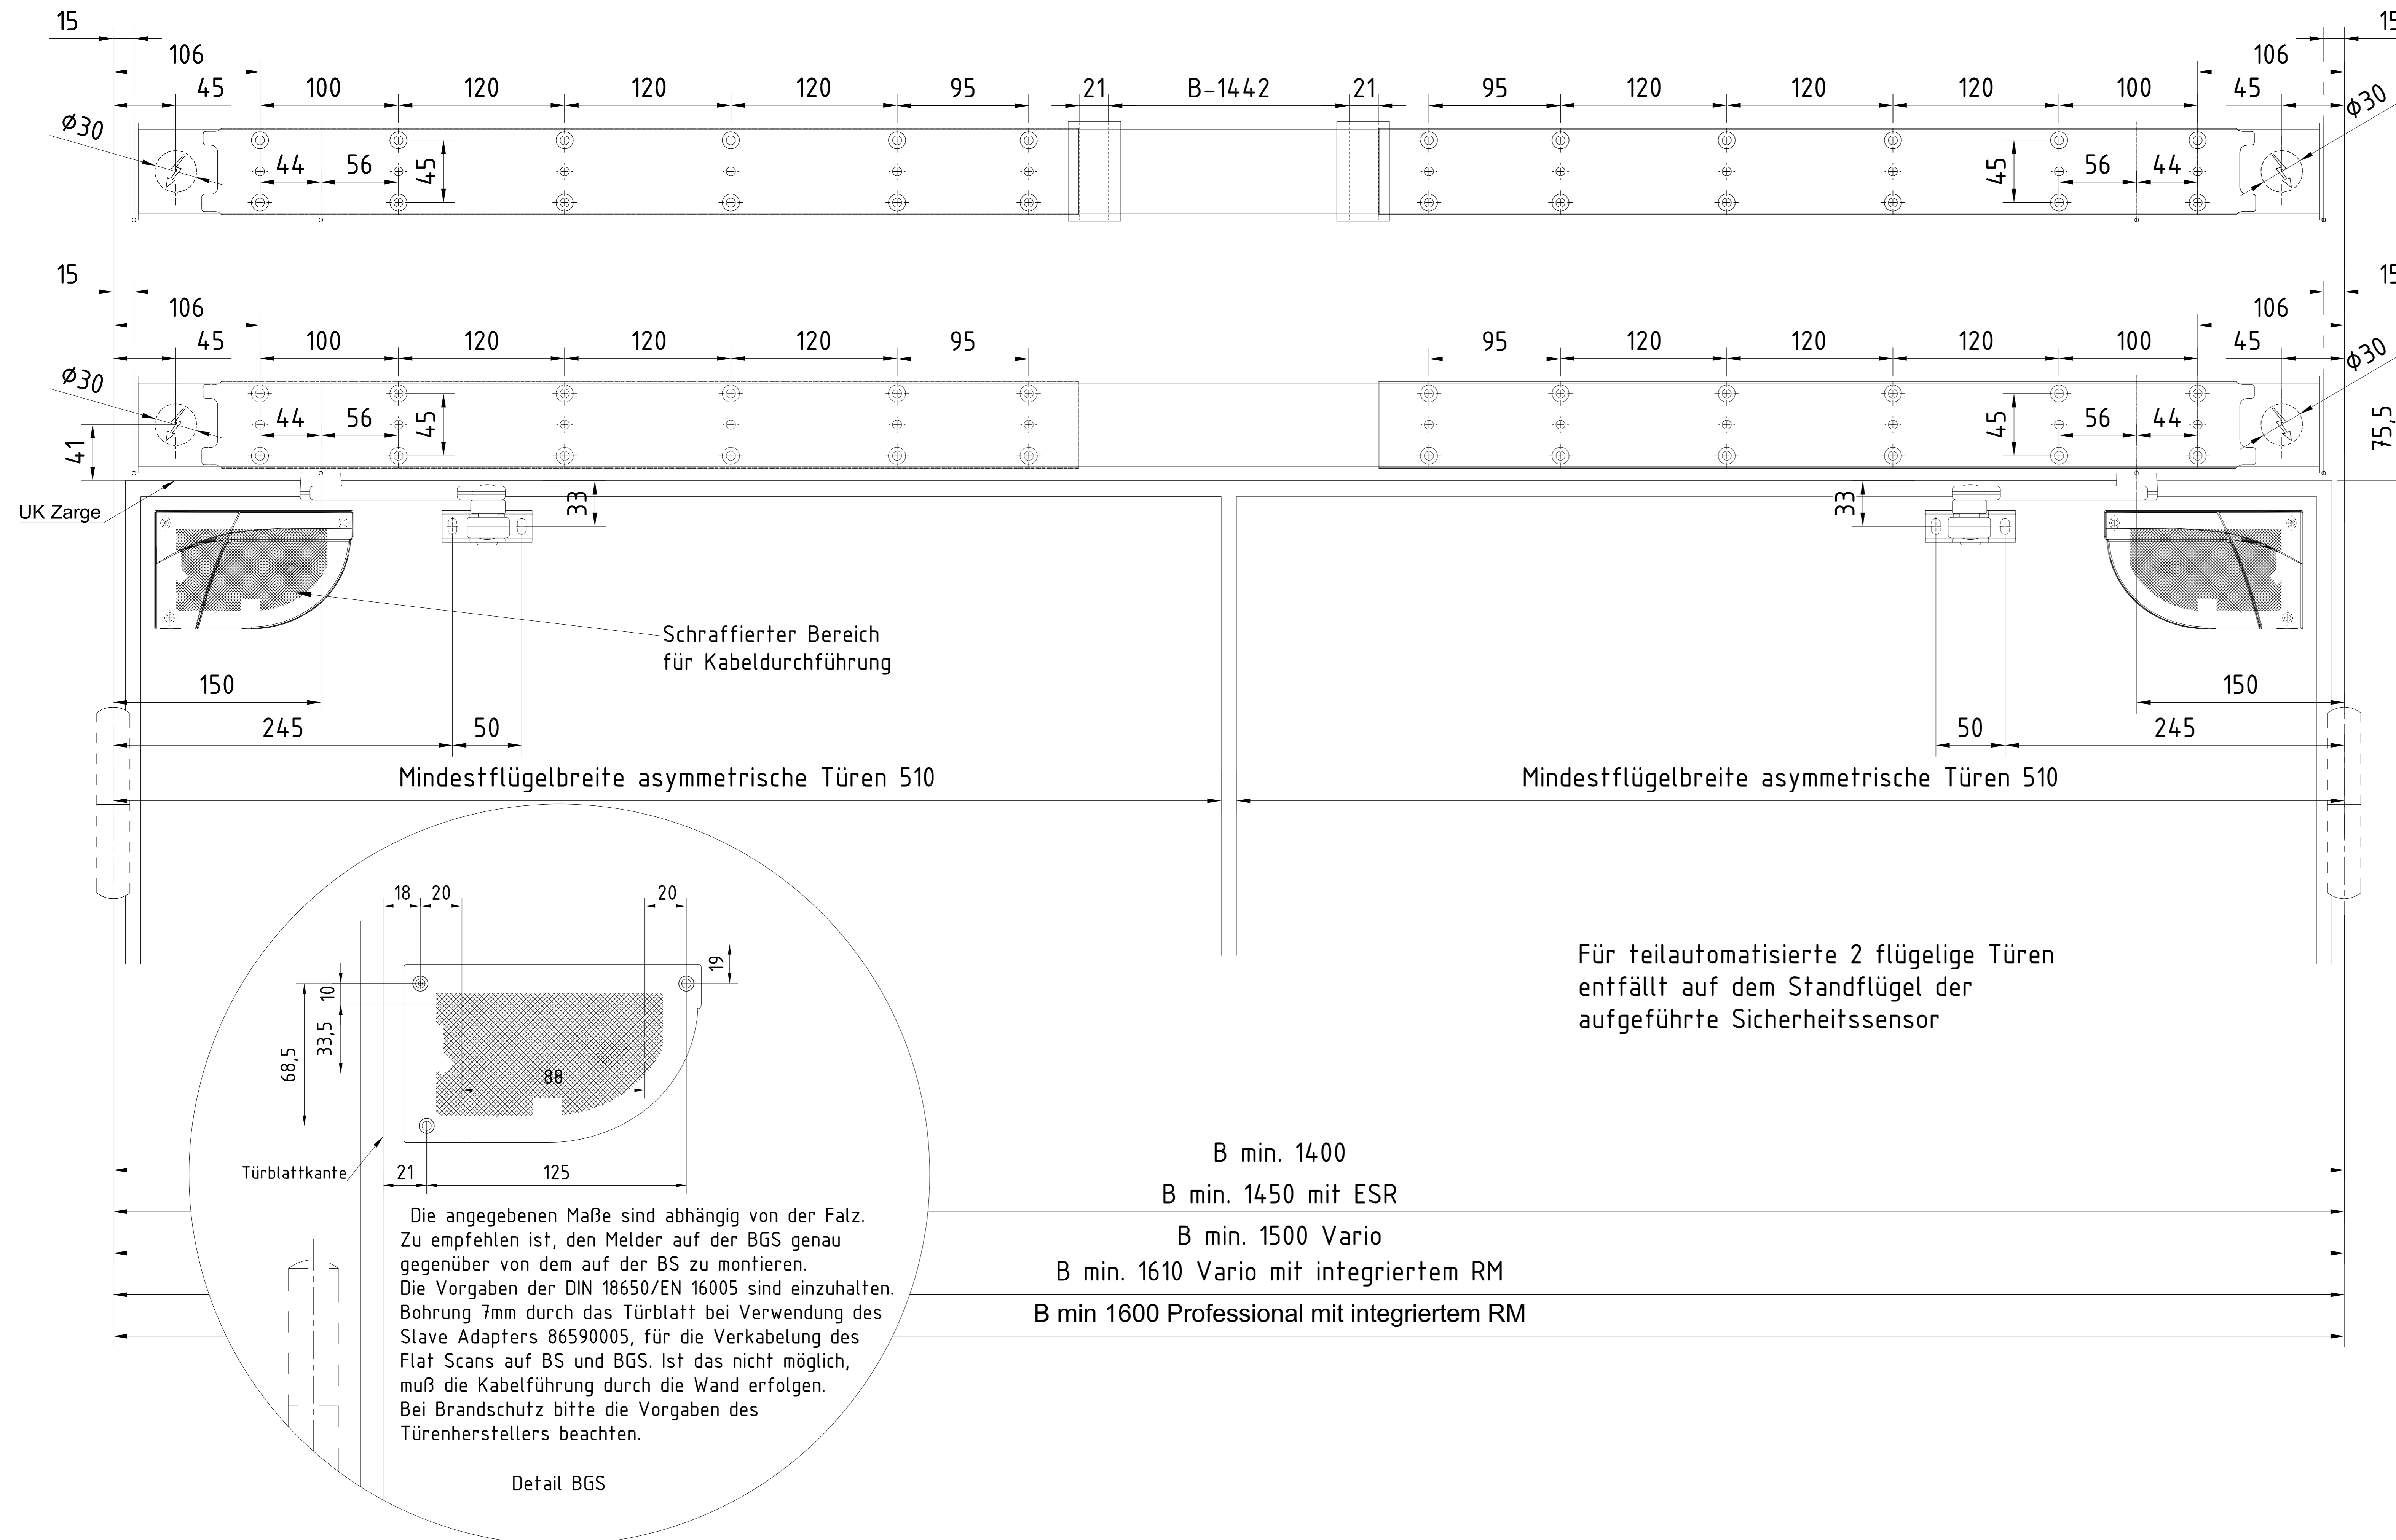 15 15
106 106
45 100 120 120 120 95 21 B-1442 21 95 120 120 120 100 45
Ø30 Ø30
44 56 45 45 56 44
15 15
106 106
45 100 120 120 120 95 95 120 120 120 100 45
Ø30 Ø30
44 56 45 45 56 44
41 75,5
UK Zarge 33 33
Schraffierter Bereich
für Kabeldurchführung
150 150
245 50 50 245
Mindestflügelbreite asymmetrische Türen 510 Mindestflügelbreite asymmetrische Türen 510
18 20 20
19
10
33,5
68,5
88
Türblattkante
21 125
Die angegebenen Maße sind abhängig von der Falz.
Zu empfehlen ist, den Melder auf der BGS genau
gegenüber von dem auf der BS zu montieren.
Die Vorgaben der DIN 18650/EN 16005 sind einzuhalten.
Bohrung 7mm durch das Türblatt bei Verwendung des
Slave Adapters 86590005, für die Verkabelung des
Flat Scans auf BS und BGS. Ist das nicht möglich,
muß die Kabelführung durch die Wand erfolgen.
Bei Brandschutz bitte die Vorgaben des
Türenherstellers beachten.
Detail BGS
Für teilautomatisierte 2 flügelige Türen
entfällt auf dem Standflügel der
aufgeführte Sicherheitssensor
B min. 1400
B min. 1450 mit ESR
B min. 1500 Vario
B min. 1610 Vario mit integriertem RM
B min 1600 Professional mit integriertem RM